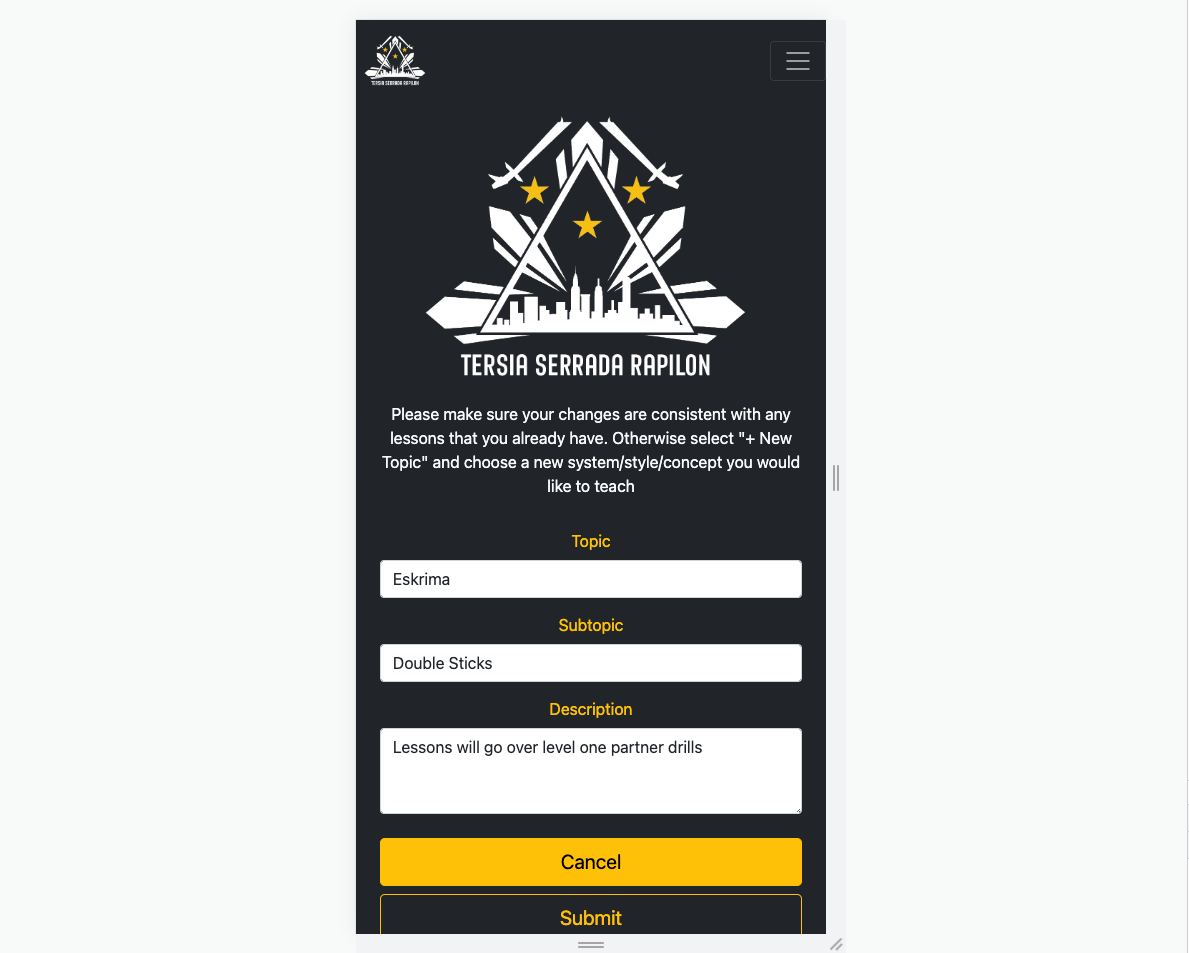 TERSIA SERRADA RAPILON
TERSIA SERRADA RAPILON
Please make sure your changes are consistent with any
lessons that you already have. Otherwise select "+ New
Topic" and choose a new system/style/concept you would
like to teach
Topic
Eskrima
Subtopic
Double Sticks
Description
Lessons will go over level one partner drills
Cancel
Submit